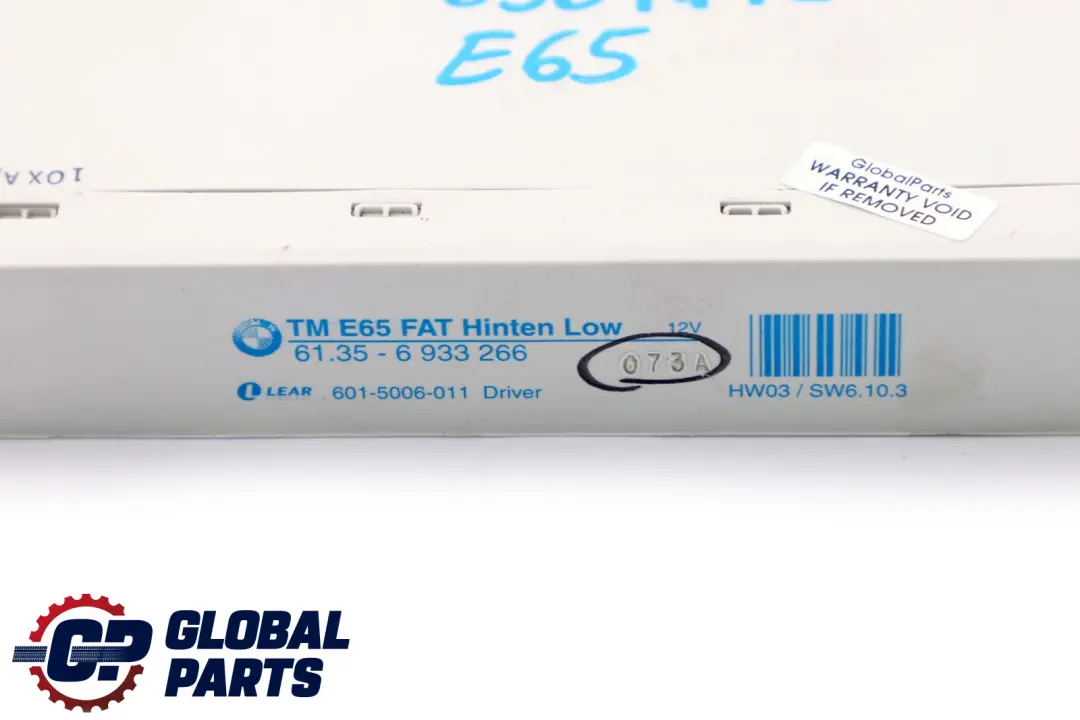 E65
10XA
GlobalParts
WARRANTY VOID
IF REMOVED
TM E65 FAT Hinten Low 12V
61.35 - 6 933 266
073A
LEAR 601-5006-011 Driver
HW03 / SW6.10.3
GP GLOBAL
PARTS